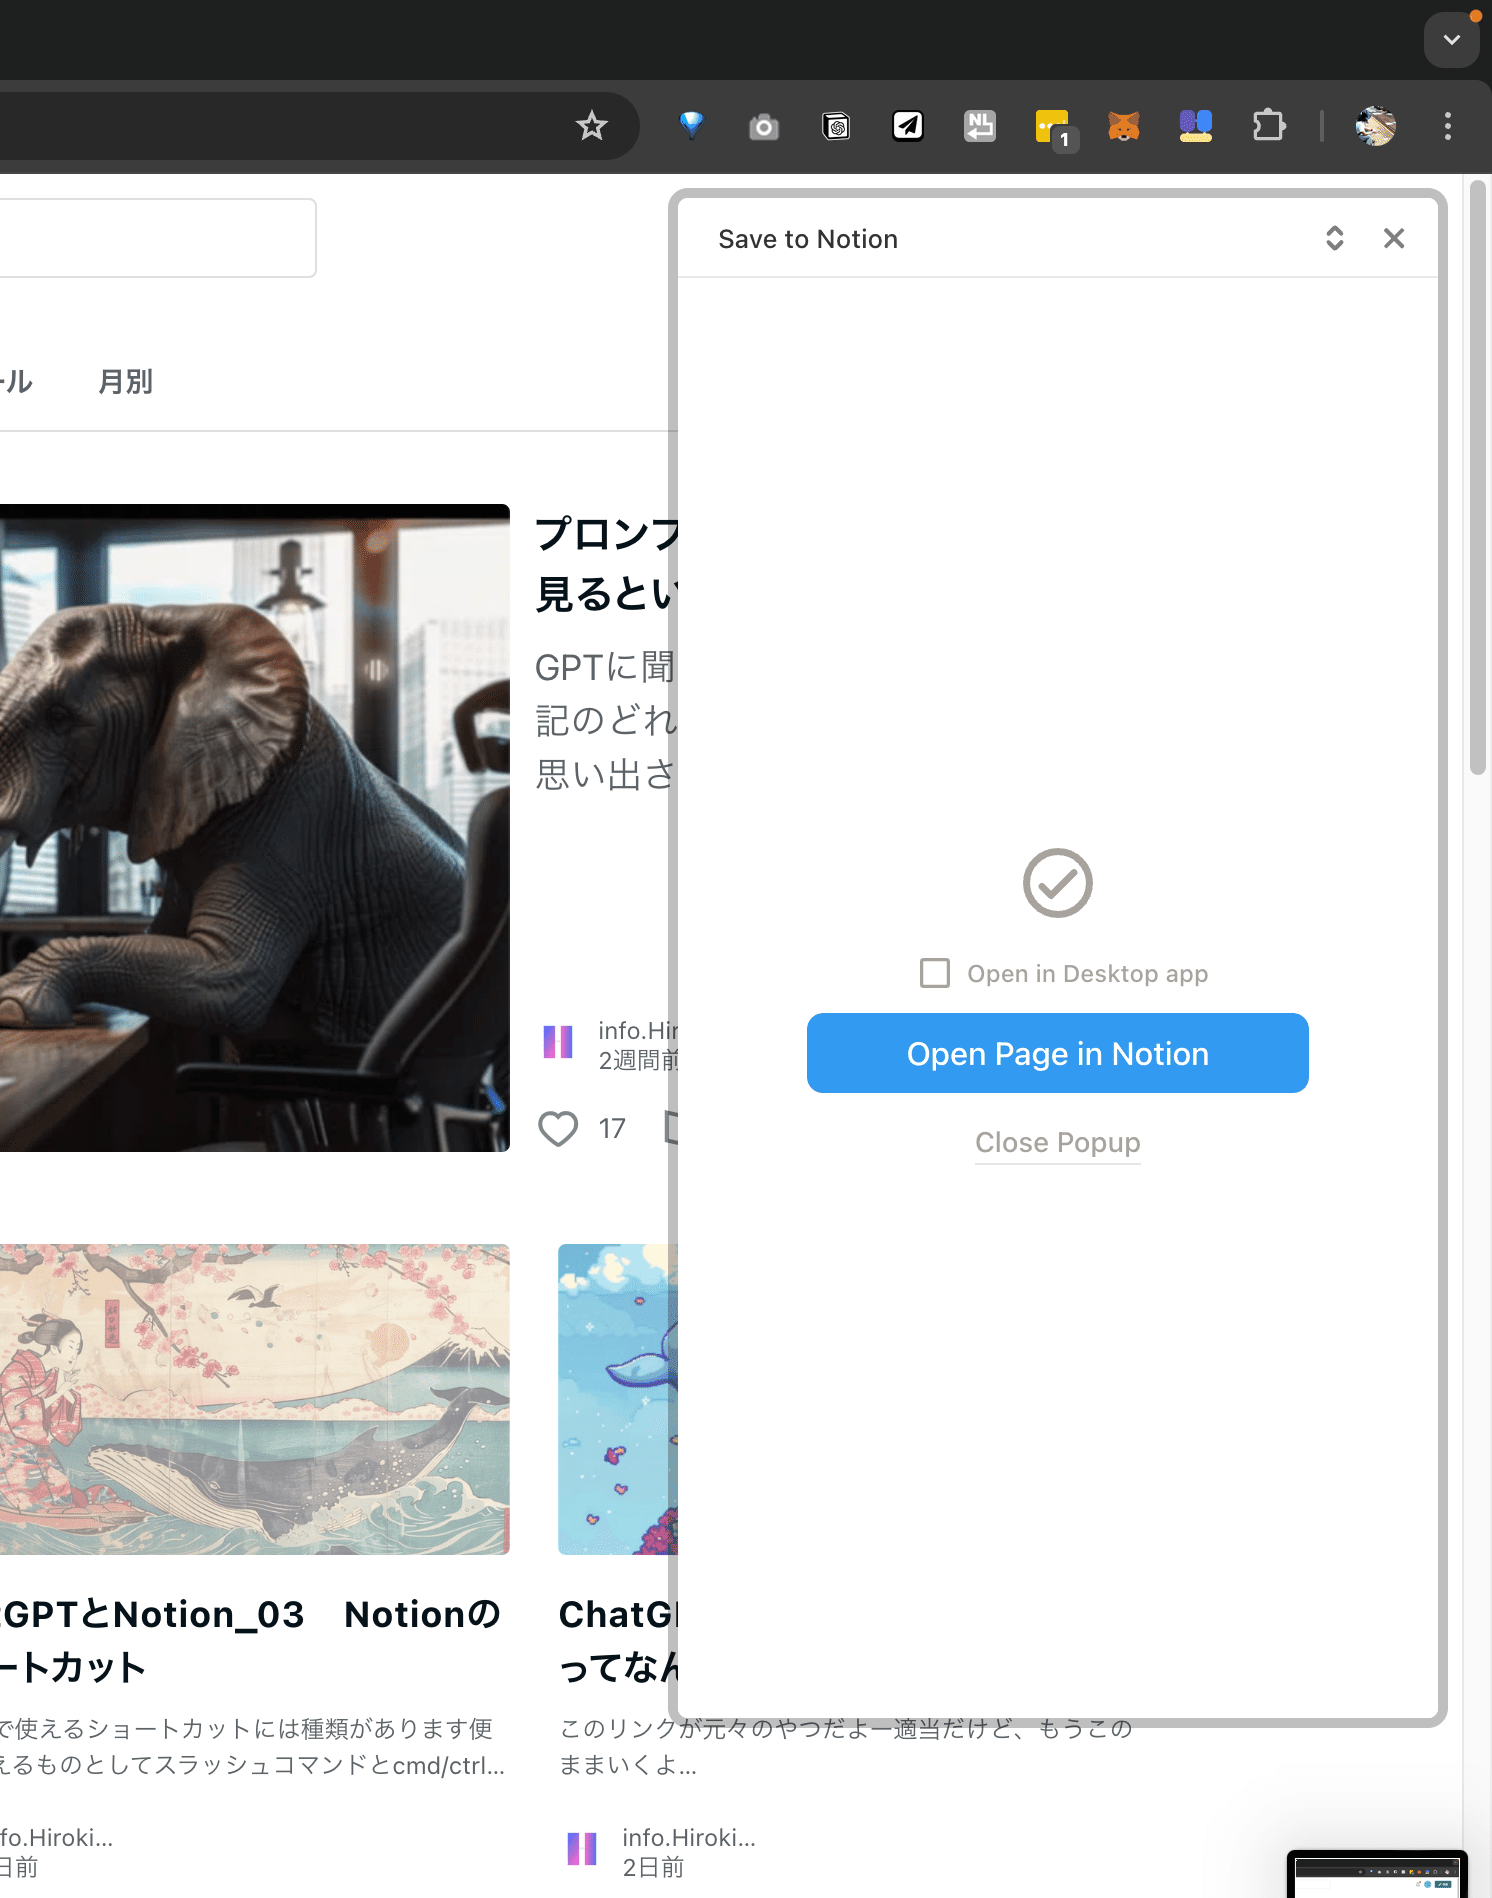 NL
1
Save to Notion
ール
月別
プロンプ
見るとい
GPTに聞
記のどれ
思い出さ
Open in Desktop app
info.Hir
2週間前
Open Page in Notion
17
Close Popup
GPTとNotion_03　Notionの
ートカット
で使えるショートカットには種類があります便
えるものとしてスラッシュコマンドとcmd/ctrl...
fo.Hiroki...
日前
ChatG
ってなん
このリンクが元々のやつだよー適当だけど、もうこの
ままいくよ...
info.Hiroki...
2日前